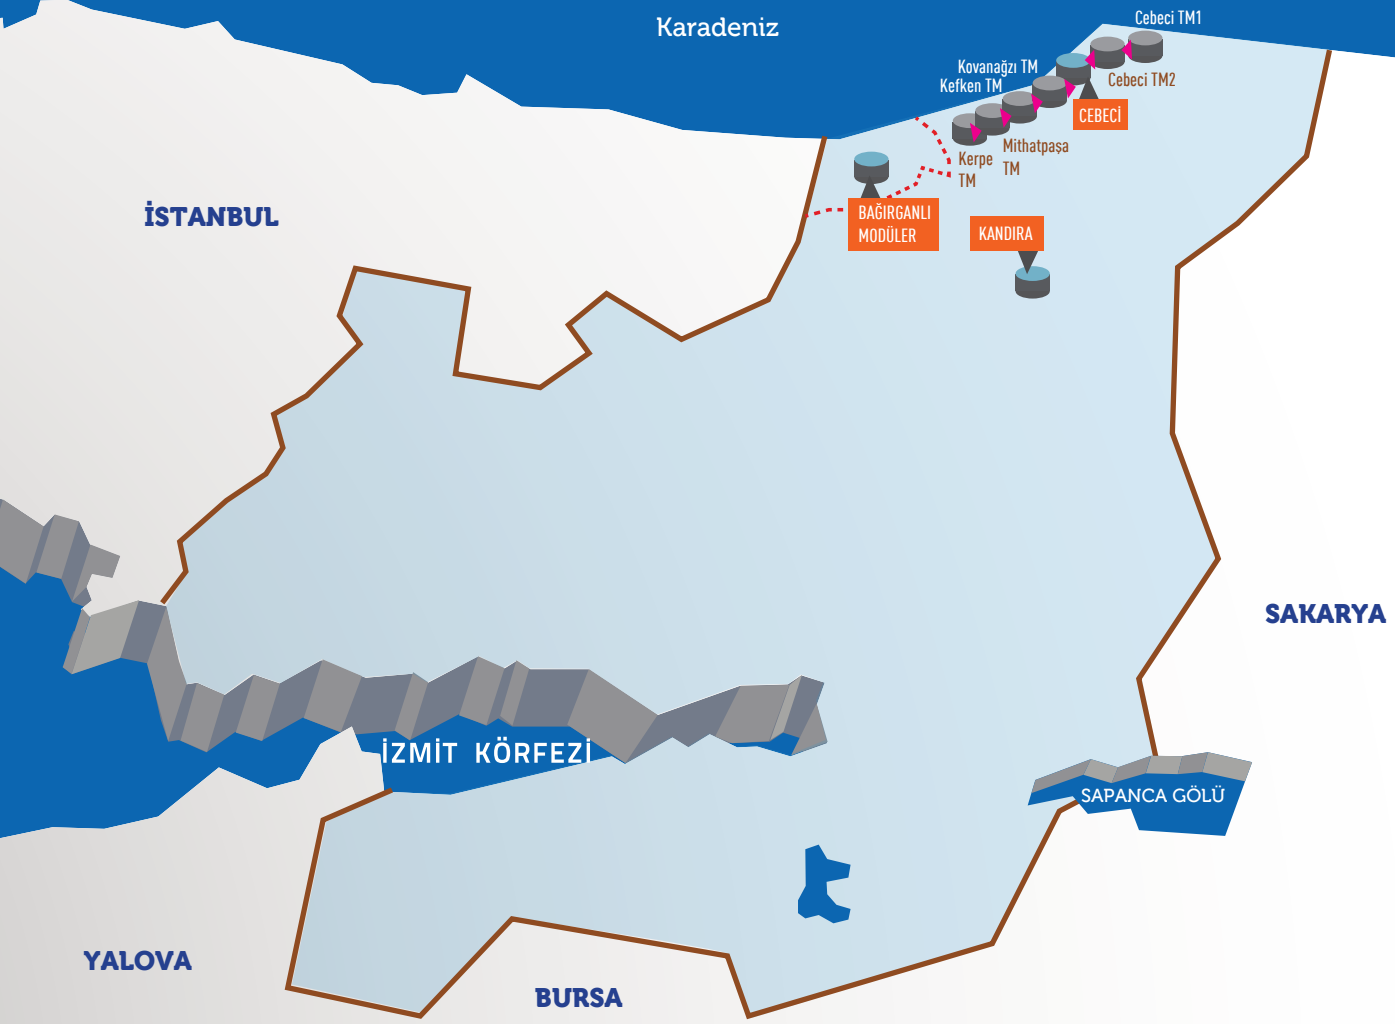 Karadeniz
Cebeci TM1
Kovanağzı TM
Kefken TM
Cebeci TM2
CEBECİ
Mithatpaşa
TM
Kerpe
TM
BAĞIRGANLI
MODÜLER
KANDIRA
İSTANBUL
SAKARYA
İZMİT KÖRFEZİ
SAPANCA GÖLÜ
YALOVA
BURSA